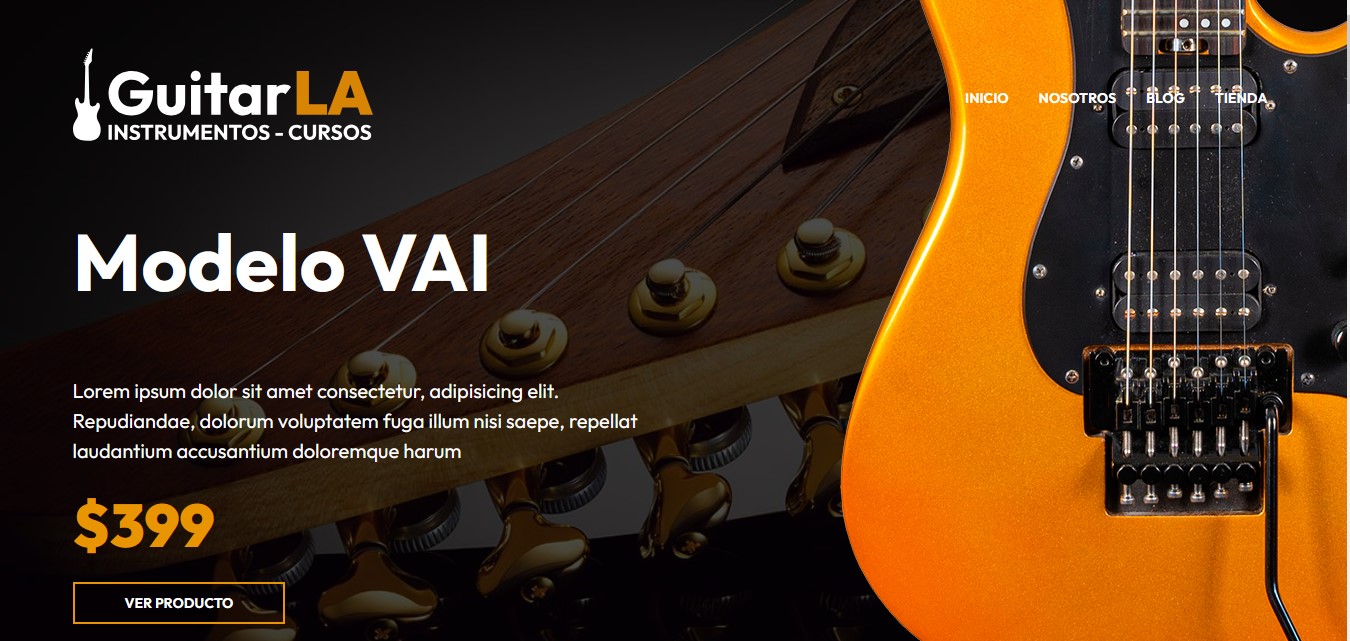 GuitarLA
INSTRUMENTOS - CURSOS
INICIO NOSOTROS BLOG TIENDA
Modelo VAI
Lorem ipsum dolor sit amet consectetur, adipisicing elit.
Repudiandae, dolorum voluptatem fuga illum nisi saepe, repellat
laudantium accusantium doloremque harum
$399
VER PRODUCTO